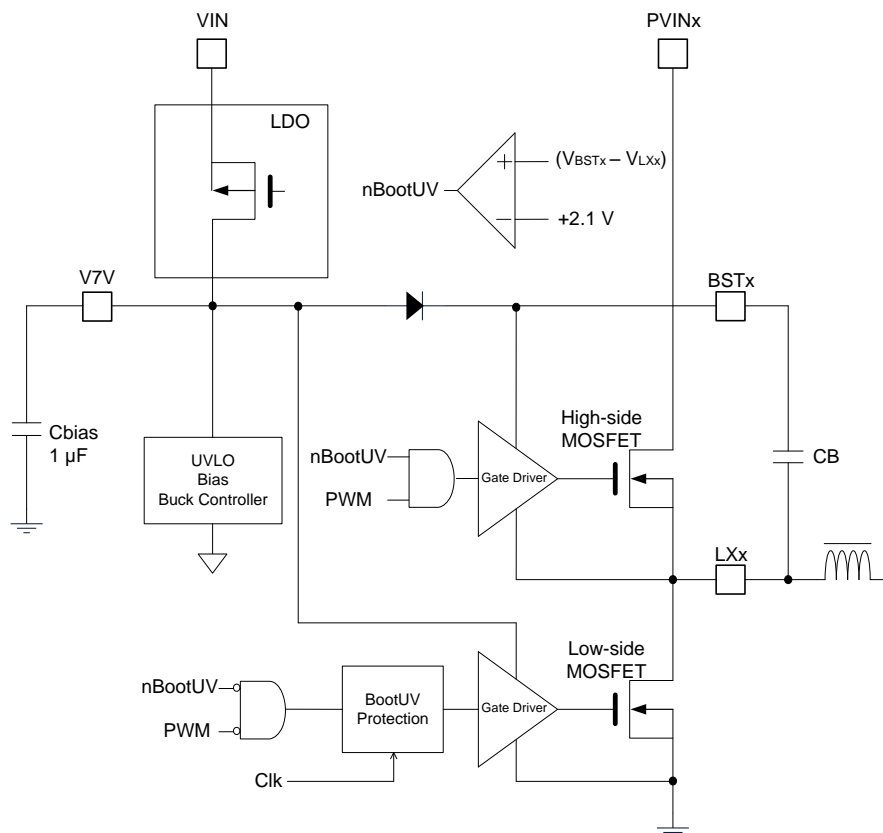 VIN
PVINx
LDO
+
(VBSTx – VLXx)
nBootUV
–
+2.1 V
V7V
BSTx
Cbias
1 µF
UVLO
Bias
Buck Controller
High-side
MOSFET
nBootUV
PWM
Gate Driver
CB
LXx
Low-side
MOSFET
nBootUV
PWM
BootUV
Protection
Gate Driver
Clk